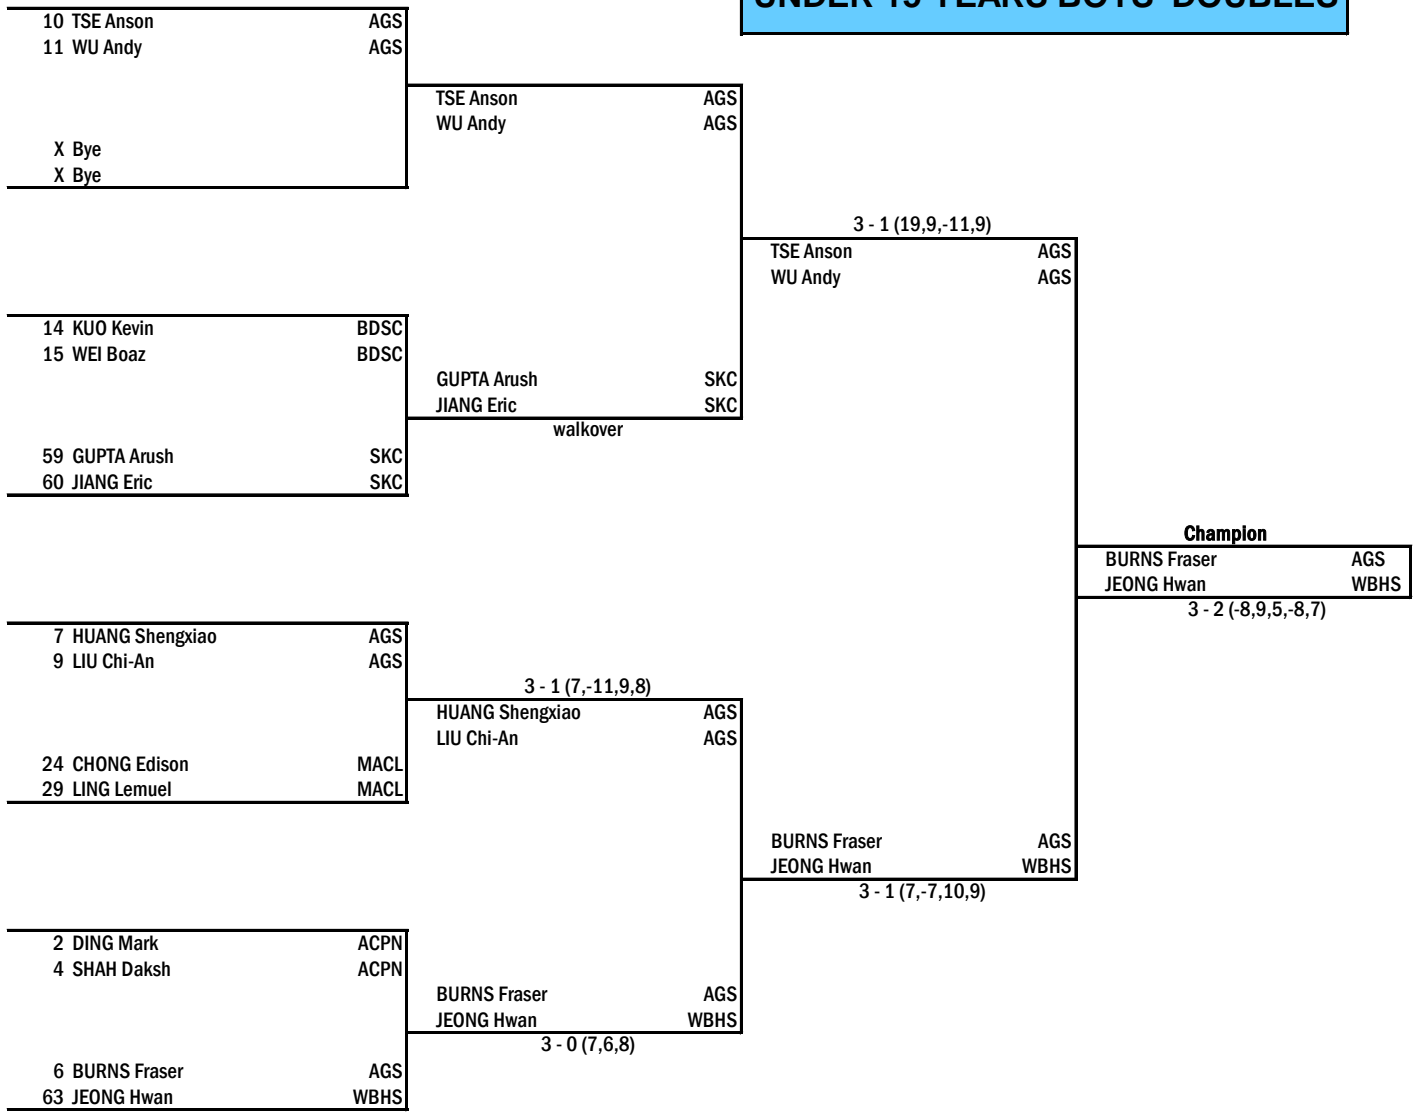 UNDER 15 YEARS BOYS' DOUBLES
10 TSE Anson AGS
11 WU Andy AGS
TSE Anson AGS
WU Andy AGS
X Bye
X Bye
3 - 1 (19,9,-11,9)
TSE Anson AGS
WU Andy AGS
14 KUO Kevin BDSC
15 WEI Boaz BDSC
GUPTA Arush SKC
JIANG Eric SKC
walkover
59 GUPTA Arush SKC
60 JIANG Eric SKC
Champion
BURNS Fraser AGS
JEONG Hwan WBHS
3 - 2 (-8,9,5,-8,7)
7 HUANG Shengxiao AGS
9 LIU Chi-An AGS
3 - 1 (7,-11,9,8)
HUANG Shengxiao AGS
LIU Chi-An AGS
24 CHONG Edison MACL
29 LING Lemuel MACL
BURNS Fraser AGS
JEONG Hwan WBHS
3 - 1 (7,-7,10,9)
2 DING Mark ACPN
4 SHAH Daksh ACPN
BURNS Fraser AGS
JEONG Hwan WBHS
3 - 0 (7,6,8)
6 BURNS Fraser AGS
63 JEONG Hwan WBHS